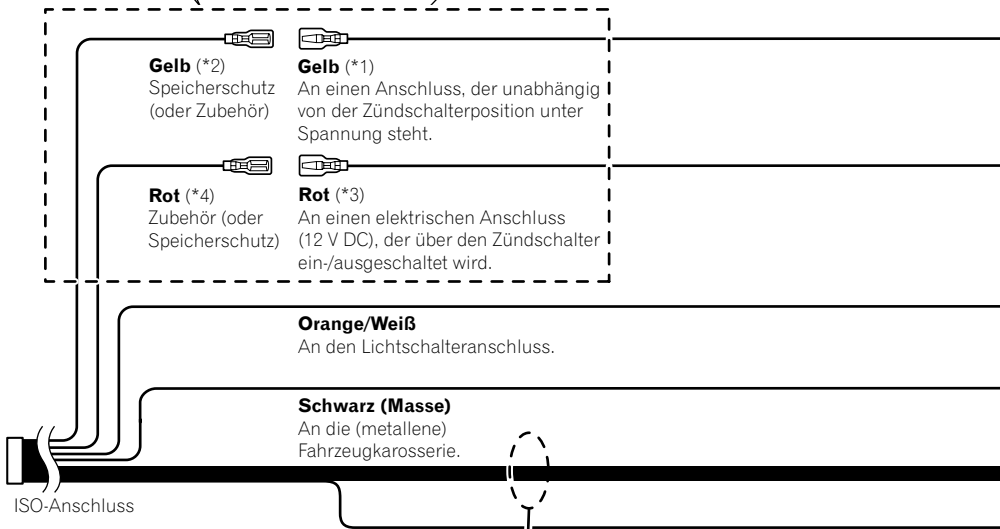 Gelb (*2)
Speicherschutz
(oder Zubehör)
Gelb (*1)
An einen Anschluss, der unabhängig
von der Zündschalterposition unter
Spannung steht.
Rot (*4)
Zubehör (oder
Speicherschutz)
Rot (*3)
An einen elektrischen Anschluss
(12 V DC), der über den Zündschalter
ein-/ausgeschaltet wird.
Orange/Weiß
An den Lichtschalteranschluss.
Schwarz (Masse)
An die (metallene)
Fahrzeugkarosserie.
ISO-Anschluss